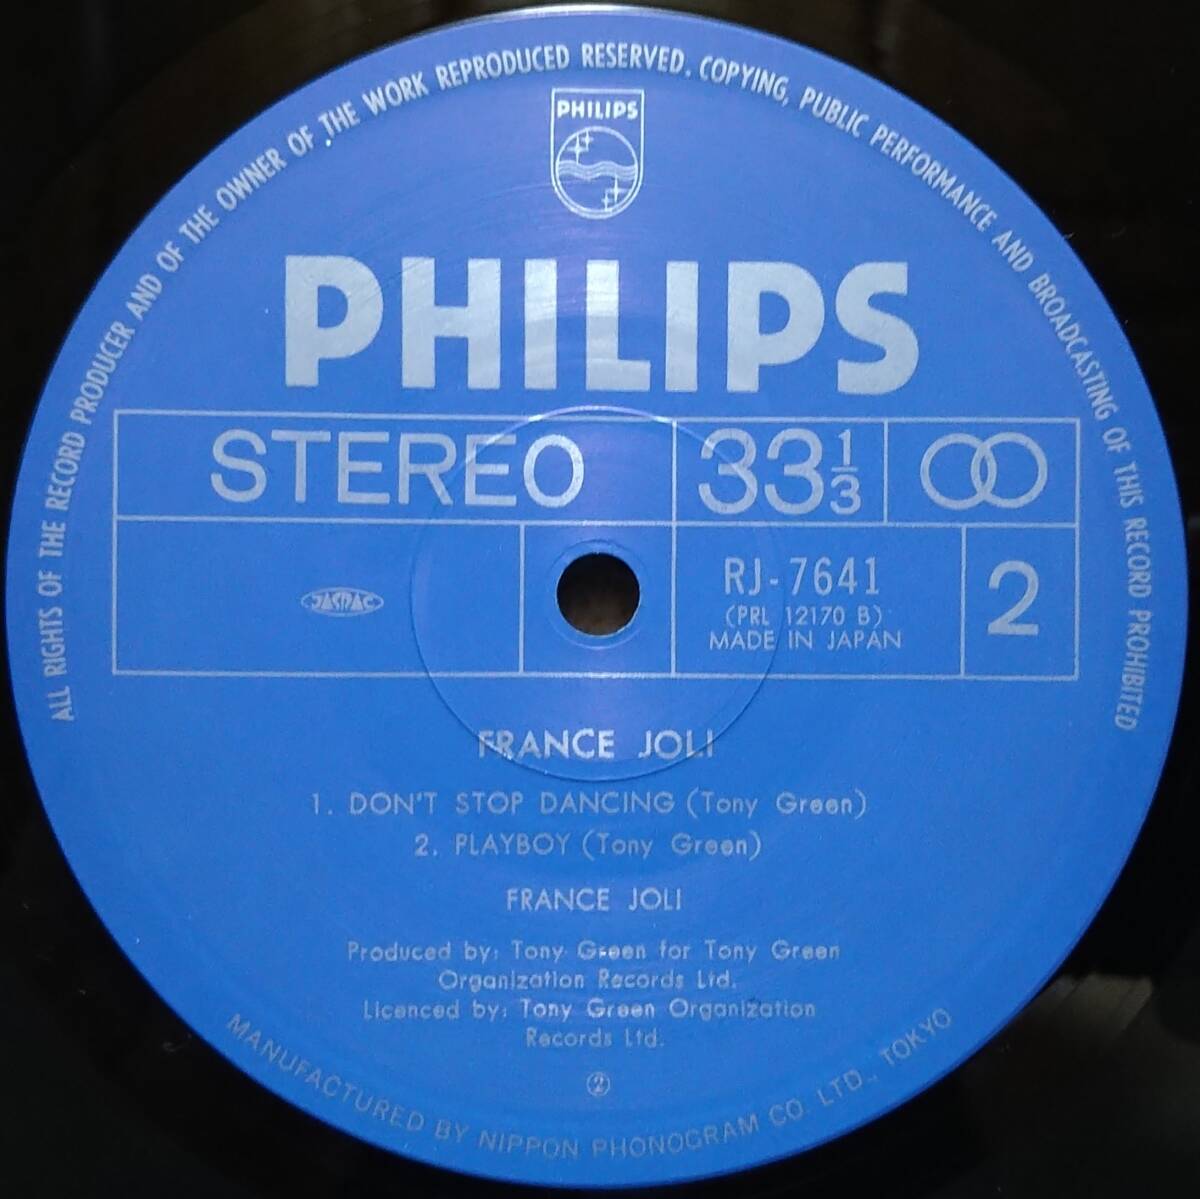 ALL RIGHTS OF THE RECORD PRODUCER AND OF THE OWNER OF THE WORK REPRODUCED RESERVED. COPYING, PUBLIC PERFORMANCE AND BROADCASTING OF THIS RECORD PROHIBITED
PHILIPS
PHILIPS
STEREO 33 1/3
JASRAC
RJ-7641
(PRL 12170 B)
MADE IN JAPAN
2
FRANCE JOLI
1. DON'T STOP DANCING (Tony Green)
2. PLAYBOY (Tony Green)
FRANCE JOLI
Produced by: Tony Green for Tony Green
Organization Records Ltd.
Licenced by: Tony Green Organization
Records Ltd.
②
MANUFACTURED BY NIPPON PHONOGRAM CO. LTD., TOKYO